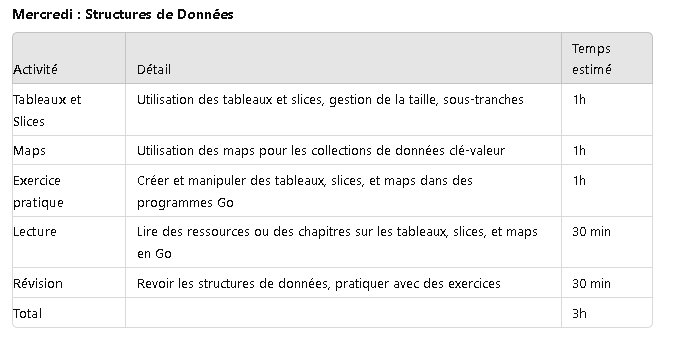 Mercredi : Structures de Données
Activité Détail Temps
estimé
Tableaux et Utilisation des tableaux et slices, gestion de la taille, sous-tranches 1h
Slices
Maps Utilisation des maps pour les collections de données clé-valeur 1h
Exercice Créer et manipuler des tableaux, slices, et maps dans des 1h
pratique programmes Go
Lecture Lire des ressources ou des chapitres sur les tableaux, slices, et maps 30 min
en Go
Révision Revoir les structures de données, pratiquer avec des exercices 30 min
Total 3h